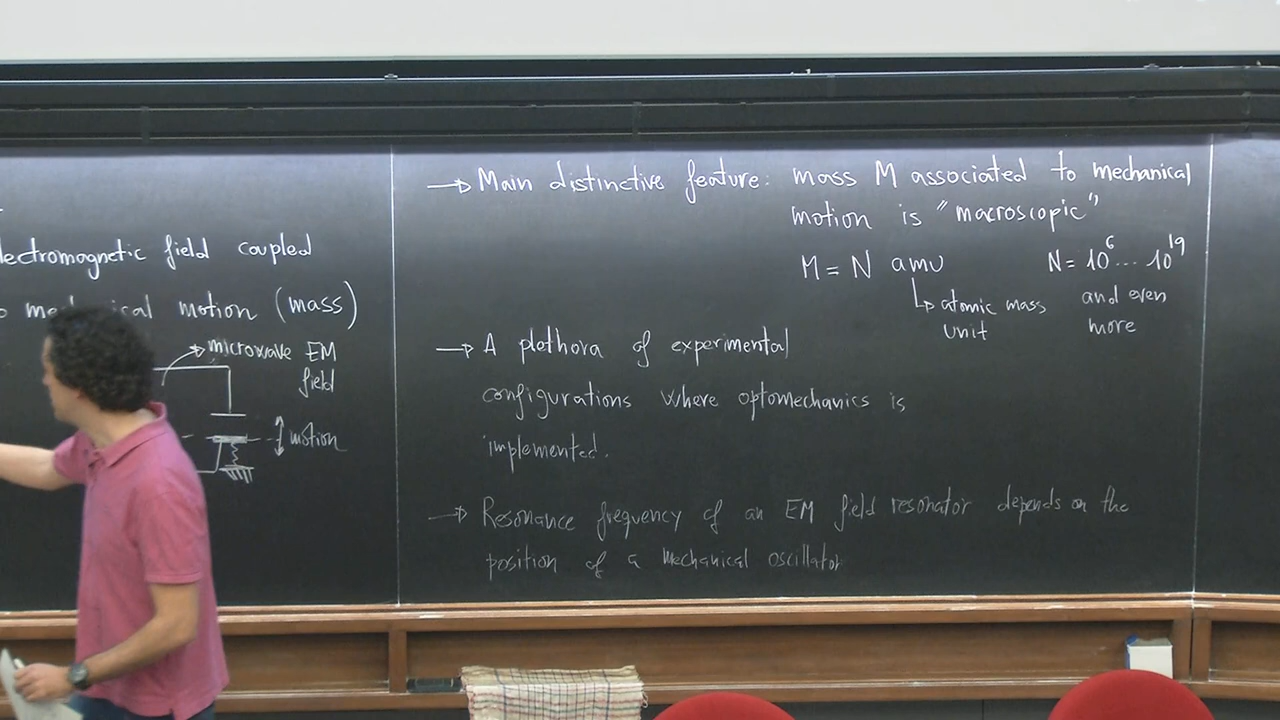 electromagnetic field coupled
mechanical motion (mass)
microwave EM
field
motion
→ Main distinctive feature: mass M associated to mechanical
motion is "macroscopic"
M = N amu N = 10^6 ... 10^19
↳ atomic mass and even
unit more
→ A plethora of experimental
configurations where optomechanics is
implemented.
→ Resonance frequency of an EM field resonator depends on the
position of a mechanical oscillator